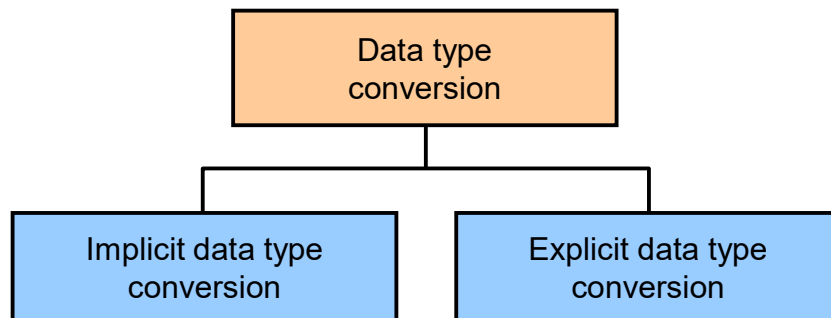 Data type
conversion
Implicit data type
conversion
Explicit data type
conversion